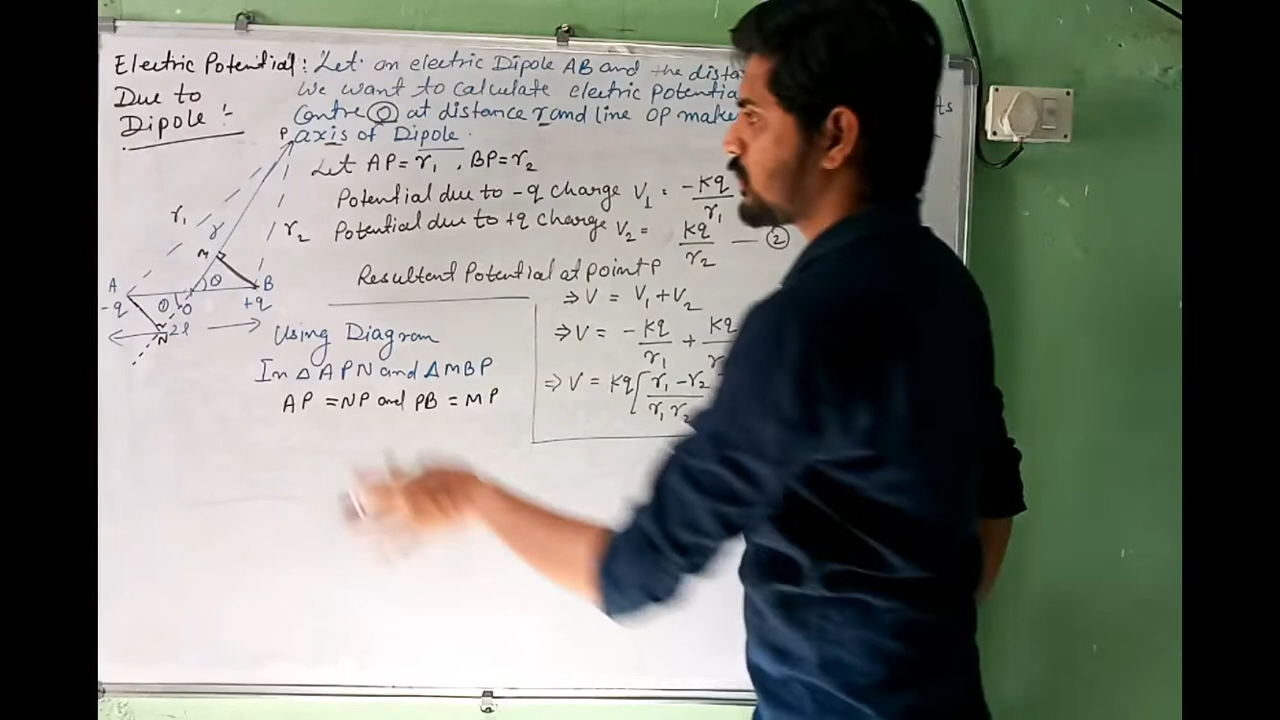 Electric Potential: Let an electric Dipole AB and the dista
Due to
Dipole :-
We want to calculate electric potentia
Centre O at distance r and line OP make
axis of Dipole.
Let AP = r₁ , BP = r₂
Potential due to -q charge V₁ = -Kq/r₁
Potential due to +q charge V₂ = Kq/r₂ — ②
Resultent Potential at point P
⇒ V = V₁ + V₂
⇒ V = -Kq/r₁ + Kq/r
⇒ V = Kq[r₁ - r₂/r₁ r₂
P
r₁
r
r₂
M
A
θ
B
-q
θ
O
+q
N
2l
Using Diagram
In △ APN and △MBP
AP = NP and PB = MP